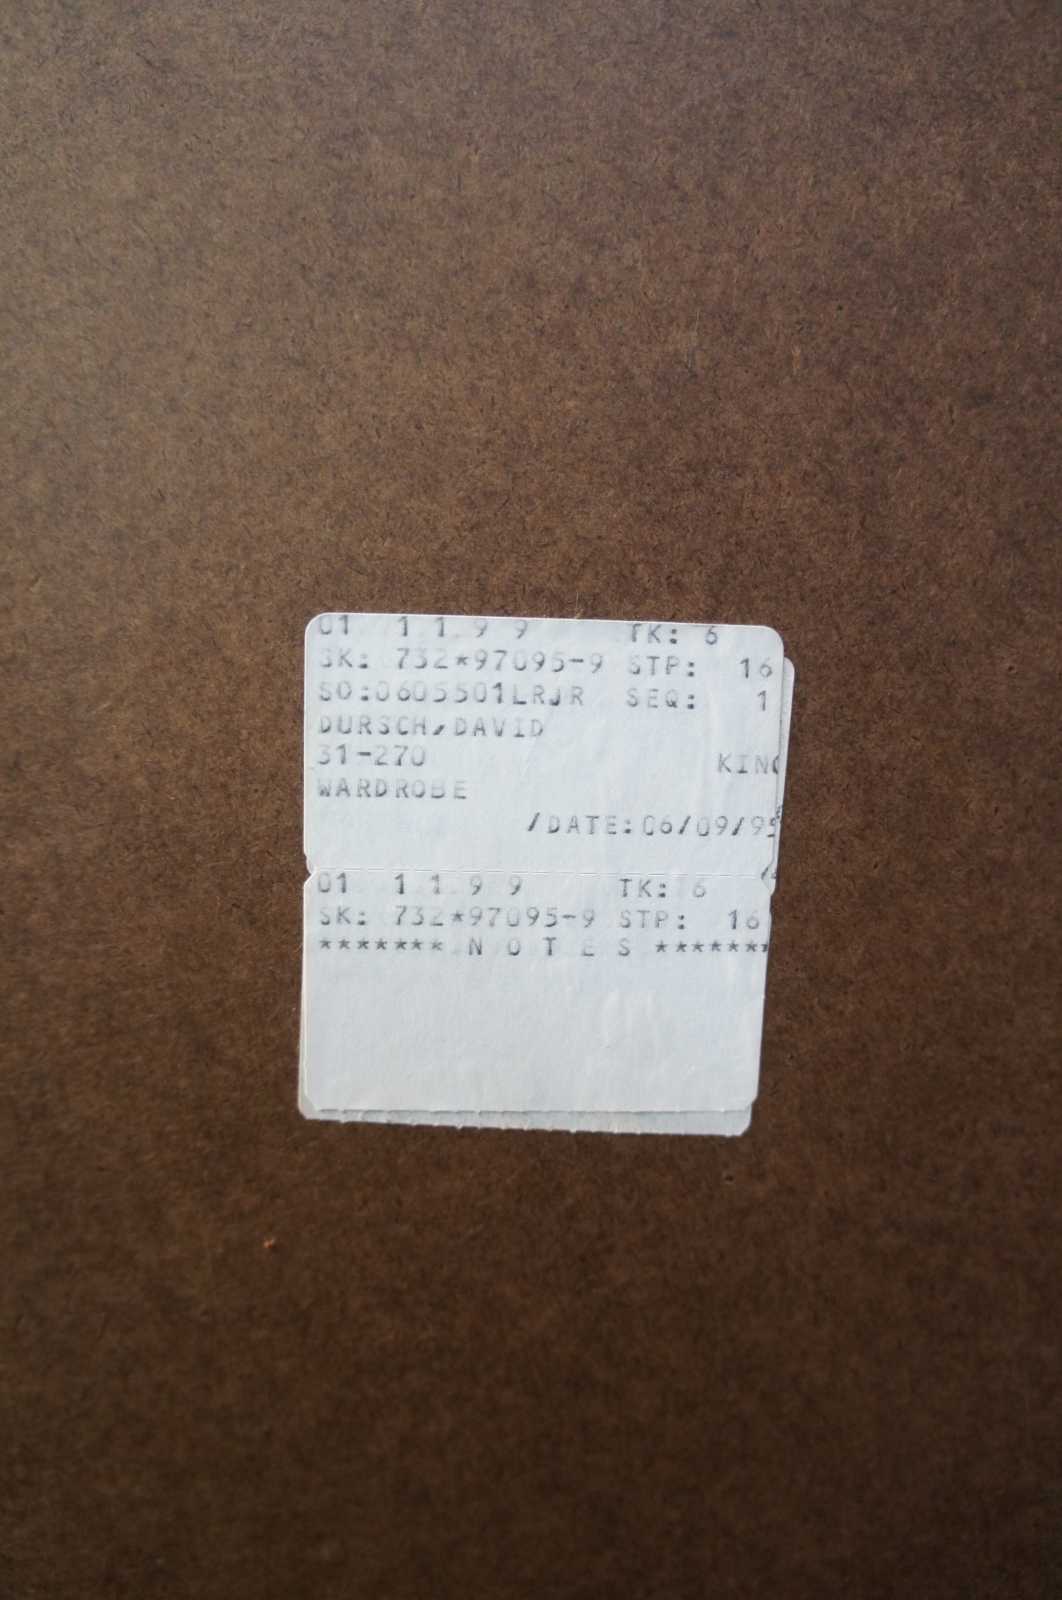 01 1 1 9 9 TK: 6
SK: 732*97095-9 STP: 16
SO:0605501LRJR SEQ: 1
DURSCH,DAVID
31-270 KING
WARDROBE
/DATE:06/09/95
01 1 1 9 9 TK: 6
SK: 732*97095-9 STP: 16
******* N O T E S *******